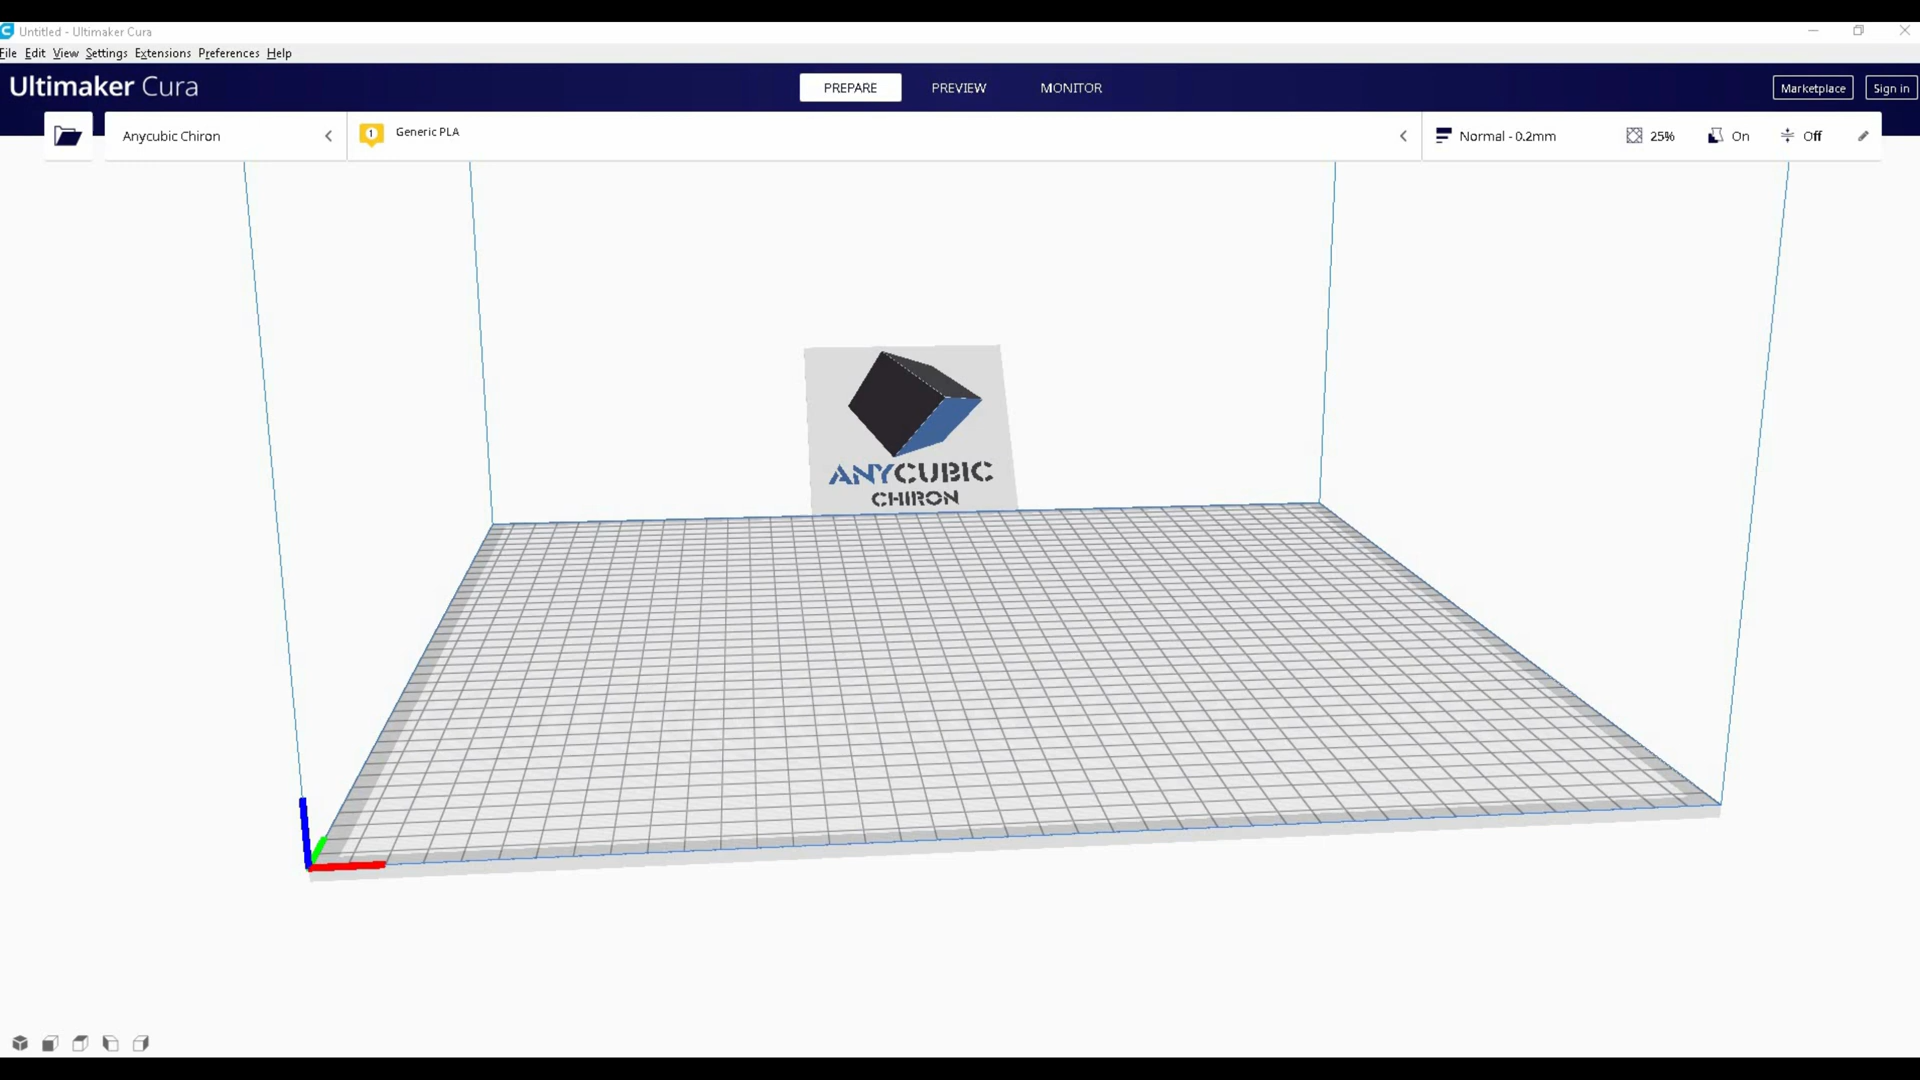 Untitled - Ultimaker Cura
File Edit View Settings Extensions Preferences Help
Ultimaker Cura
PREPARE PREVIEW MONITOR
Marketplace Sign in
Anycubic Chiron
1 Generic PLA
Normal - 0.2mm 25% On Off
ANYCUBIC
CHIRON